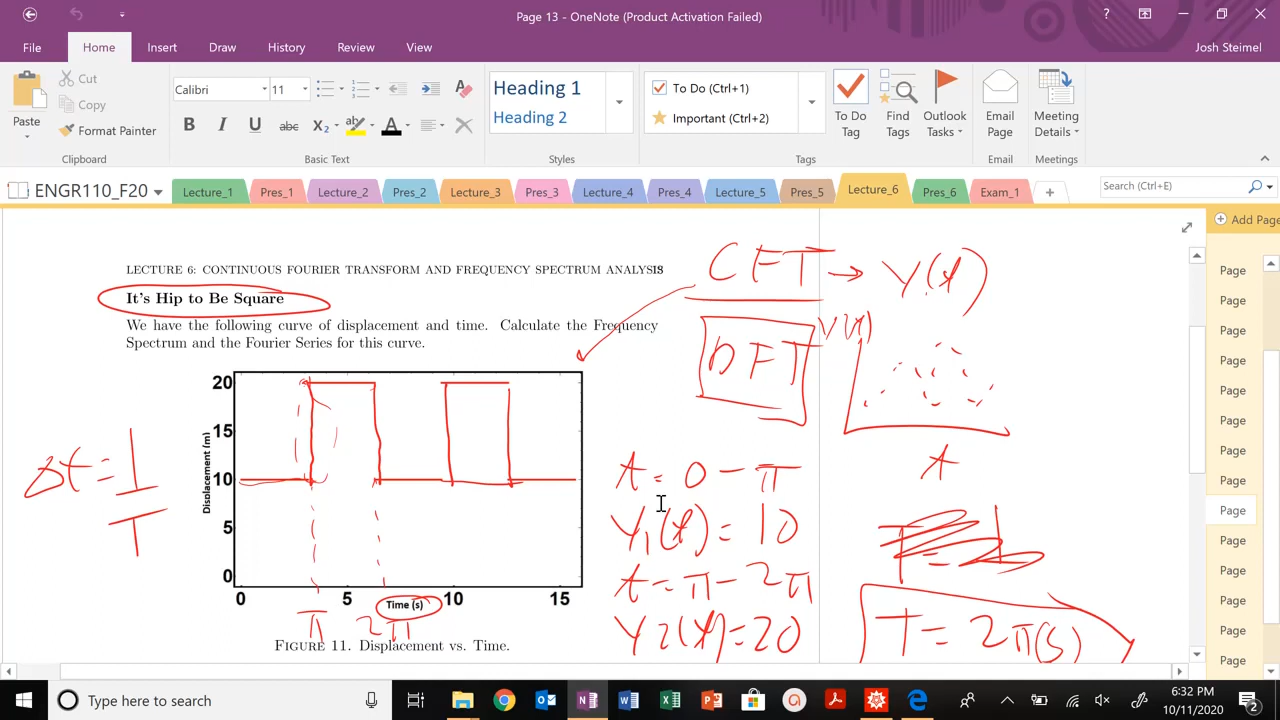 Page 13 - OneNote (Product Activation Failed)
?
File Home Insert Draw History Review View Josh Steimel
Paste Cut Copy Format Painter
Calibri 11
B I U abc X₂ A
Heading 1
Heading 2
To Do (Ctrl+1)
Important (Ctrl+2)
To Do Tag
Find Tags
Outlook Tasks
Email Page
Meeting Details
Clipboard Basic Text Styles Tags Email Meetings
ENGR110_F20 Lecture_1 Pres_1 Lecture_2 Pres_2 Lecture_3 Pres_3 Lecture_4 Pres_4 Lecture_5 Pres_5 Lecture_6 Pres_6 Exam_1 + Search (Ctrl+E)
Add Page
Page
Page
Page
Page
Page
Page
Page
Page
Page
Page
Page
Page
Page
Page
LECTURE 6: CONTINUOUS FOURIER TRANSFORM AND FREQUENCY SPECTRUM ANALYSIS
It's Hip to Be Square
We have the following curve of displacement and time. Calculate the Frequency
Spectrum and the Fourier Series for this curve.
CFT → Y(t)
DFT
Y(t)
t
20
15
10
5
0
Displacement (m)
0 5 10 15
Time (s)
π 2π
Δt = 1/T
t = 0 - π
Y1(t) = 10
t = π - 2π
Y2(t) = 20
T = 2π(s)
FIGURE 11. Displacement vs. Time.
Type here to search
6:32 PM
10/11/2020
2